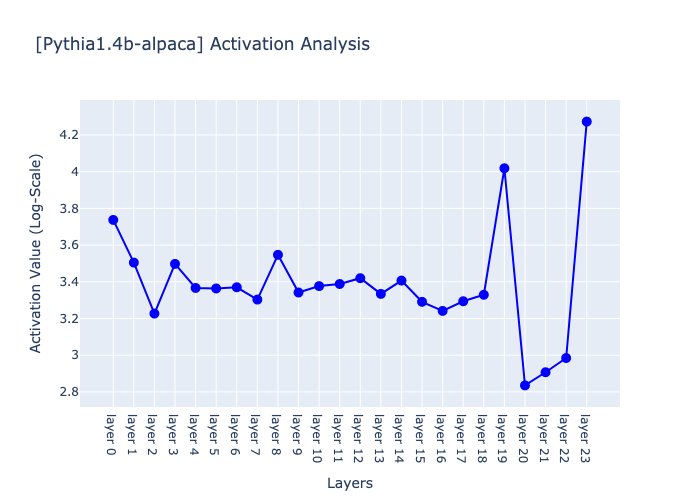 [Pythia1.4b-alpaca] Activation Analysis
Activation Value (Log-Scale)
4.2
4
3.8
3.6
3.4
3.2
3
2.8
layer 0
layer 1
layer 2
layer 3
layer 4
layer 5
layer 6
layer 7
layer 8
layer 9
layer 10
layer 11
layer 12
layer 13
layer 14
layer 15
layer 16
layer 17
layer 18
layer 19
layer 20
layer 21
layer 22
layer 23
Layers